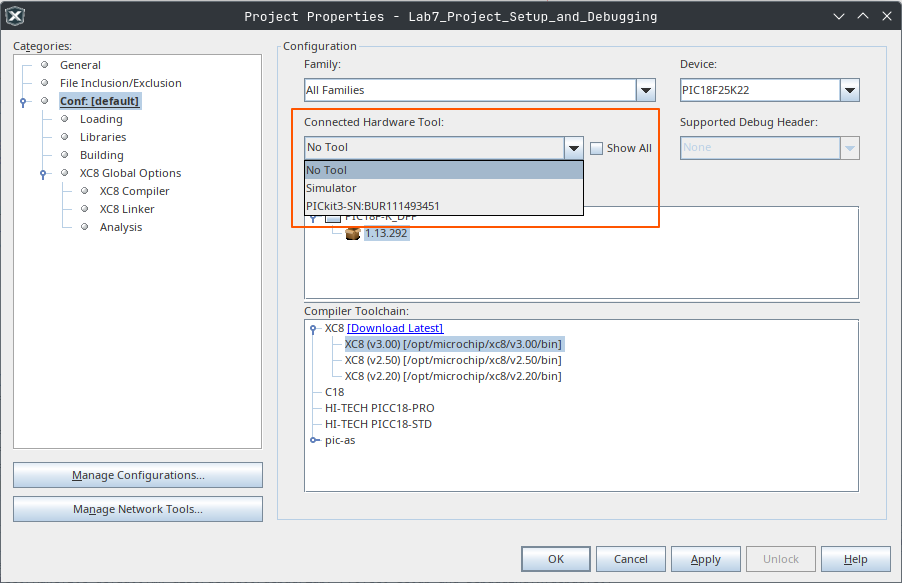 Project Properties - Lab7_Project_Setup_and_Debugging
Categories:
General
File Inclusion/Exclusion
Conf: [default]
Loading
Libraries
Building
XC8 Global Options
XC8 Compiler
XC8 Linker
Analysis
Manage Configurations...
Manage Network Tools...
Configuration
Family:
All Families
Device:
PIC18F25K22
Connected Hardware Tool:
No Tool
Show All
No Tool
Simulator
PICkit3-SN:BUR111493451
Supported Debug Header:
None
PIC18F-K_DFP
1.13.292
Compiler Toolchain:
XC8 [Download Latest]
XC8 (v3.00) [/opt/microchip/xc8/v3.00/bin]
XC8 (v2.50) [/opt/microchip/xc8/v2.50/bin]
XC8 (v2.20) [/opt/microchip/xc8/v2.20/bin]
C18
HI-TECH PICC18-PRO
HI-TECH PICC18-STD
pic-as
OK
Cancel
Apply
Unlock
Help